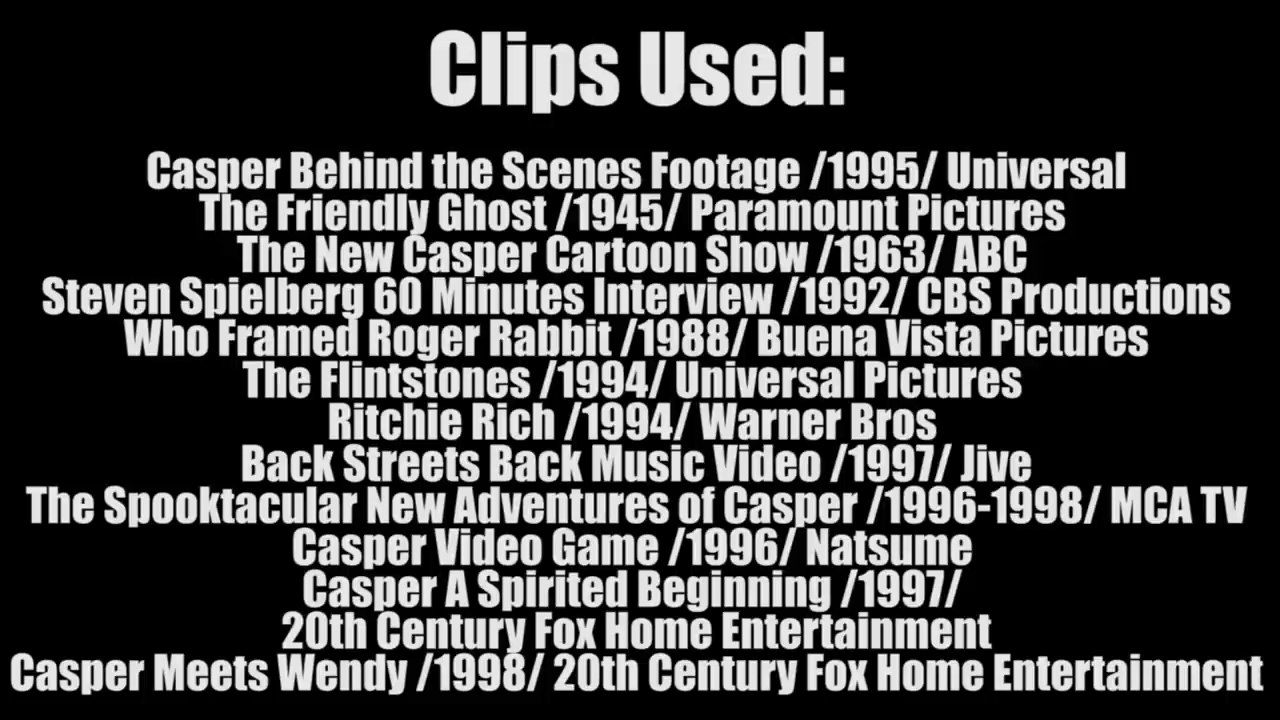 Clips Used:
Casper Behind the Scenes Footage /1995/ Universal
The Friendly Ghost /1945/ Paramount Pictures
The New Casper Cartoon Show /1963/ ABC
Steven Spielberg 60 Minutes Interview /1992/ CBS Productions
Who Framed Roger Rabbit /1988/ Buena Vista Pictures
The Flintstones /1994/ Universal Pictures
Ritchie Rich /1994/ Warner Bros
Back Streets Back Music Video /1997/ Jive
The Spooktacular New Adventures of Casper /1996-1998/ MCA TV
Casper Video Game /1996/ Natsume
Casper A Spirited Beginning /1997/
20th Century Fox Home Entertainment
Casper Meets Wendy /1998/ 20th Century Fox Home Entertainment